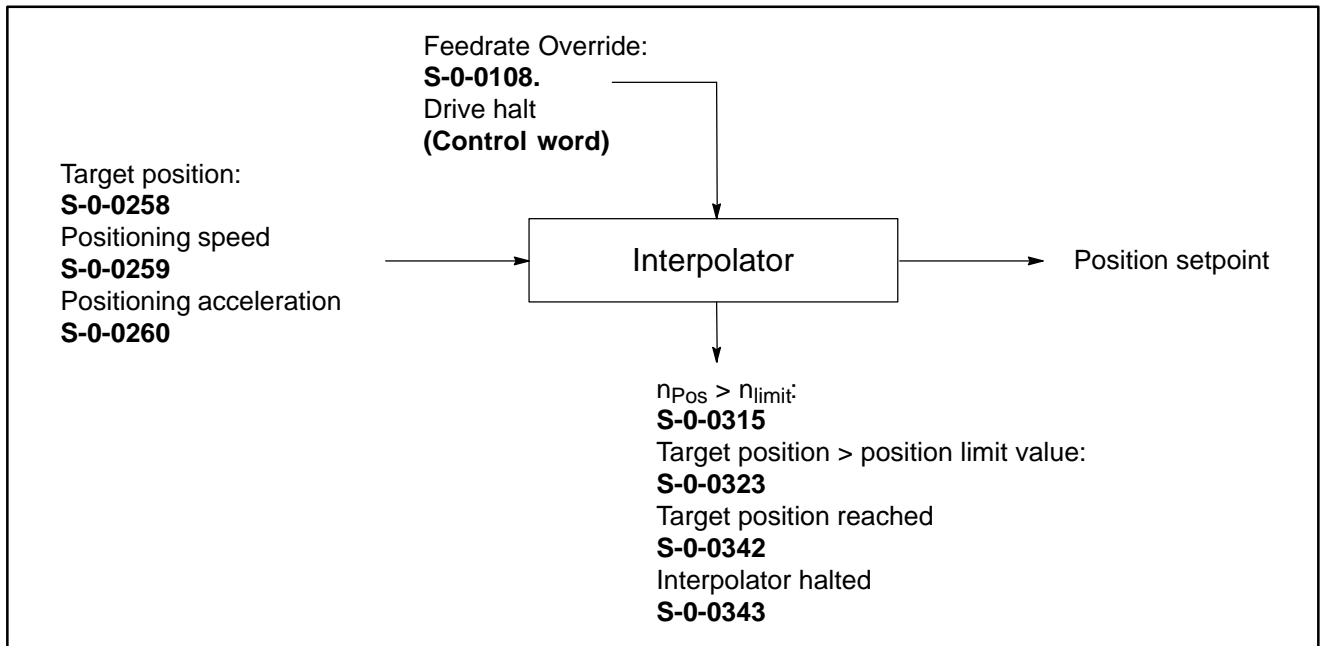 Feedrate Override:
S-0-0108.
Drive halt
(Control word)
Target position:
S-0-0258
Positioning speed
S-0-0259
Positioning acceleration
S-0-0260
Interpolator
Position setpoint
nPos > nlimit:
S-0-0315
Target position > position limit value:
S-0-0323
Target position reached
S-0-0342
Interpolator halted
S-0-0343